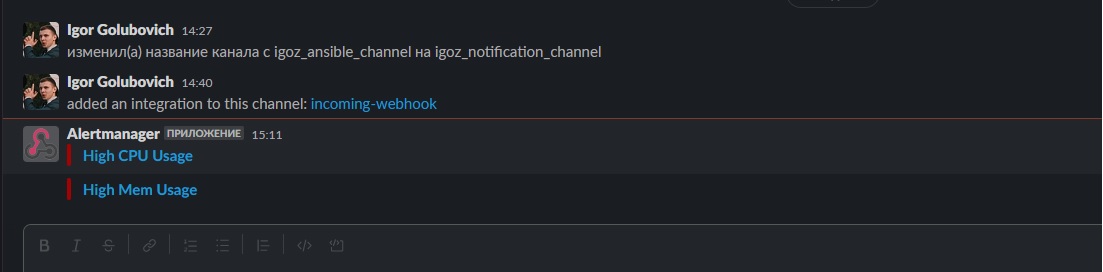 Igor Golubovich 14:27
изменил(а) название канала с igoz_ansible_channel на igoz_notification_channel
Igor Golubovich 14:40
added an integration to this channel: incoming-webhook
Alertmanager ПРИЛОЖЕНИЕ 15:11
High CPU Usage
High Mem Usage
B I S